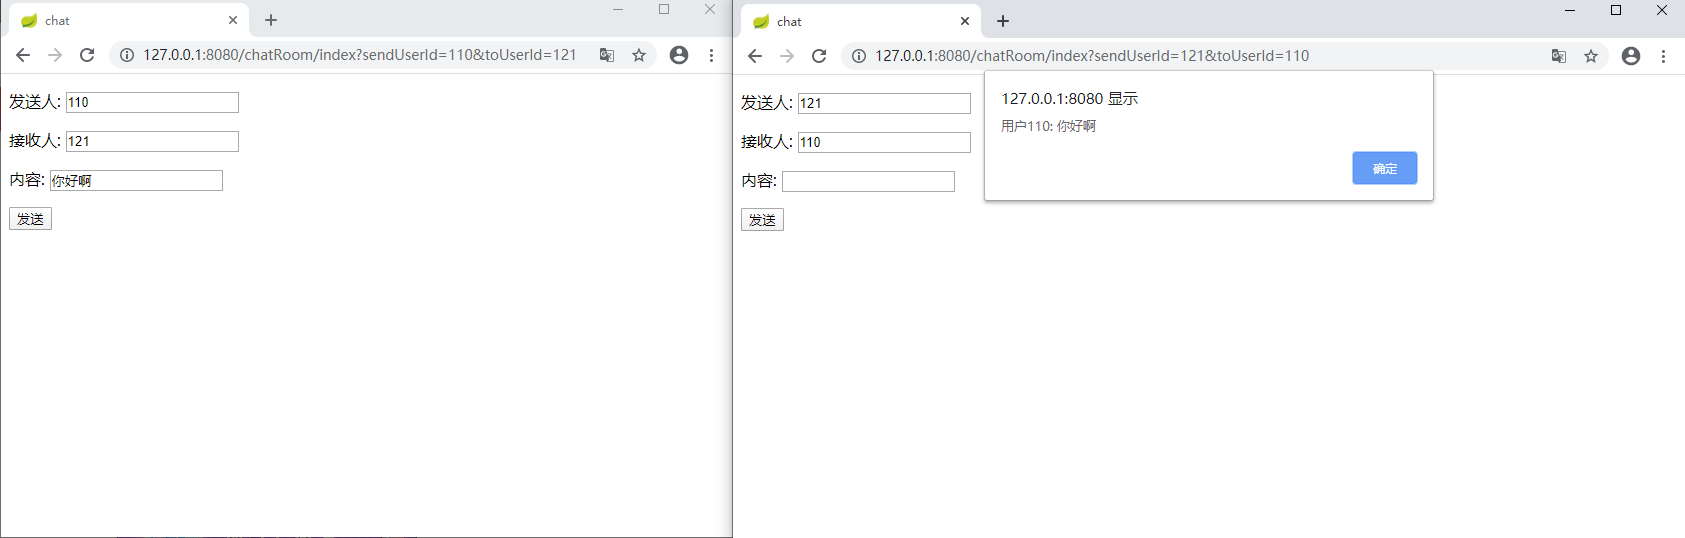 chat
127.0.0.1:8080/chatRoom/index?sendUserId=110&toUserId=121
发送人: 110
接收人: 121
内容: 你好啊
发送
chat
127.0.0.1:8080/chatRoom/index?sendUserId=121&toUserId=110
发送人: 121
接收人: 110
内容:
发送
127.0.0.1:8080 显示
用户110: 你好啊
确定